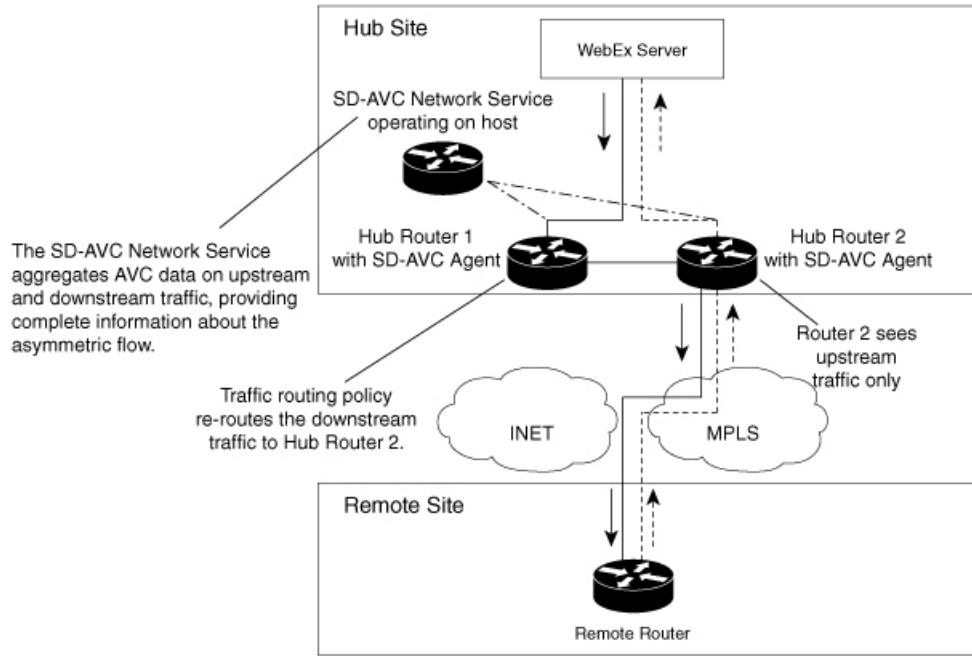 Hub Site
WebEx Server
SD-AVC Network Service
operating on host
The SD-AVC Network Service
aggregates AVC data on upstream
and downstream traffic, providing
complete information about the
asymmetric flow.
Hub Router 1
with SD-AVC Agent
Hub Router 2
with SD-AVC Agent
Traffic routing policy
re-routes the downstream
traffic to Hub Router 2.
Router 2 sees
upstream
traffic only
INET
MPLS
Remote Site
Remote Router